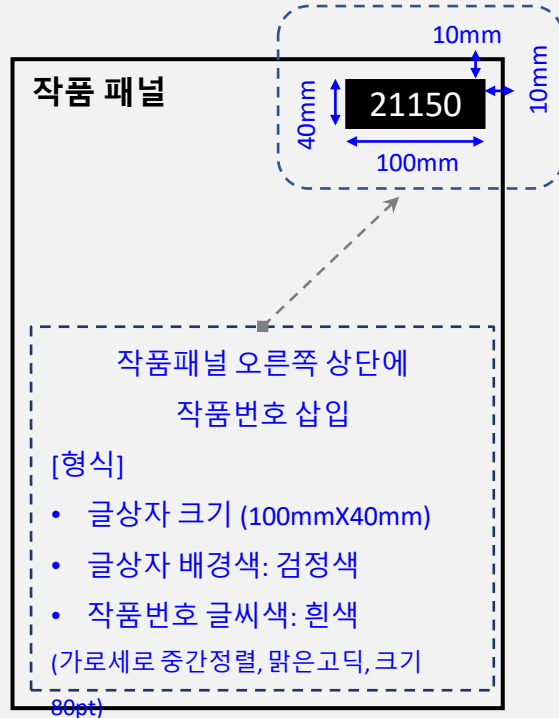 10mm
작품 패널
40mm
21150
10mm
100mm
작품패널 오른쪽 상단에
작품번호 삽입
[형식]
• 글상자 크기 (100mmX40mm)
• 글상자 배경색: 검정색
• 작품번호 글씨색: 흰색
(가로세로 중간정렬, 맑은고딕, 크기
80pt)